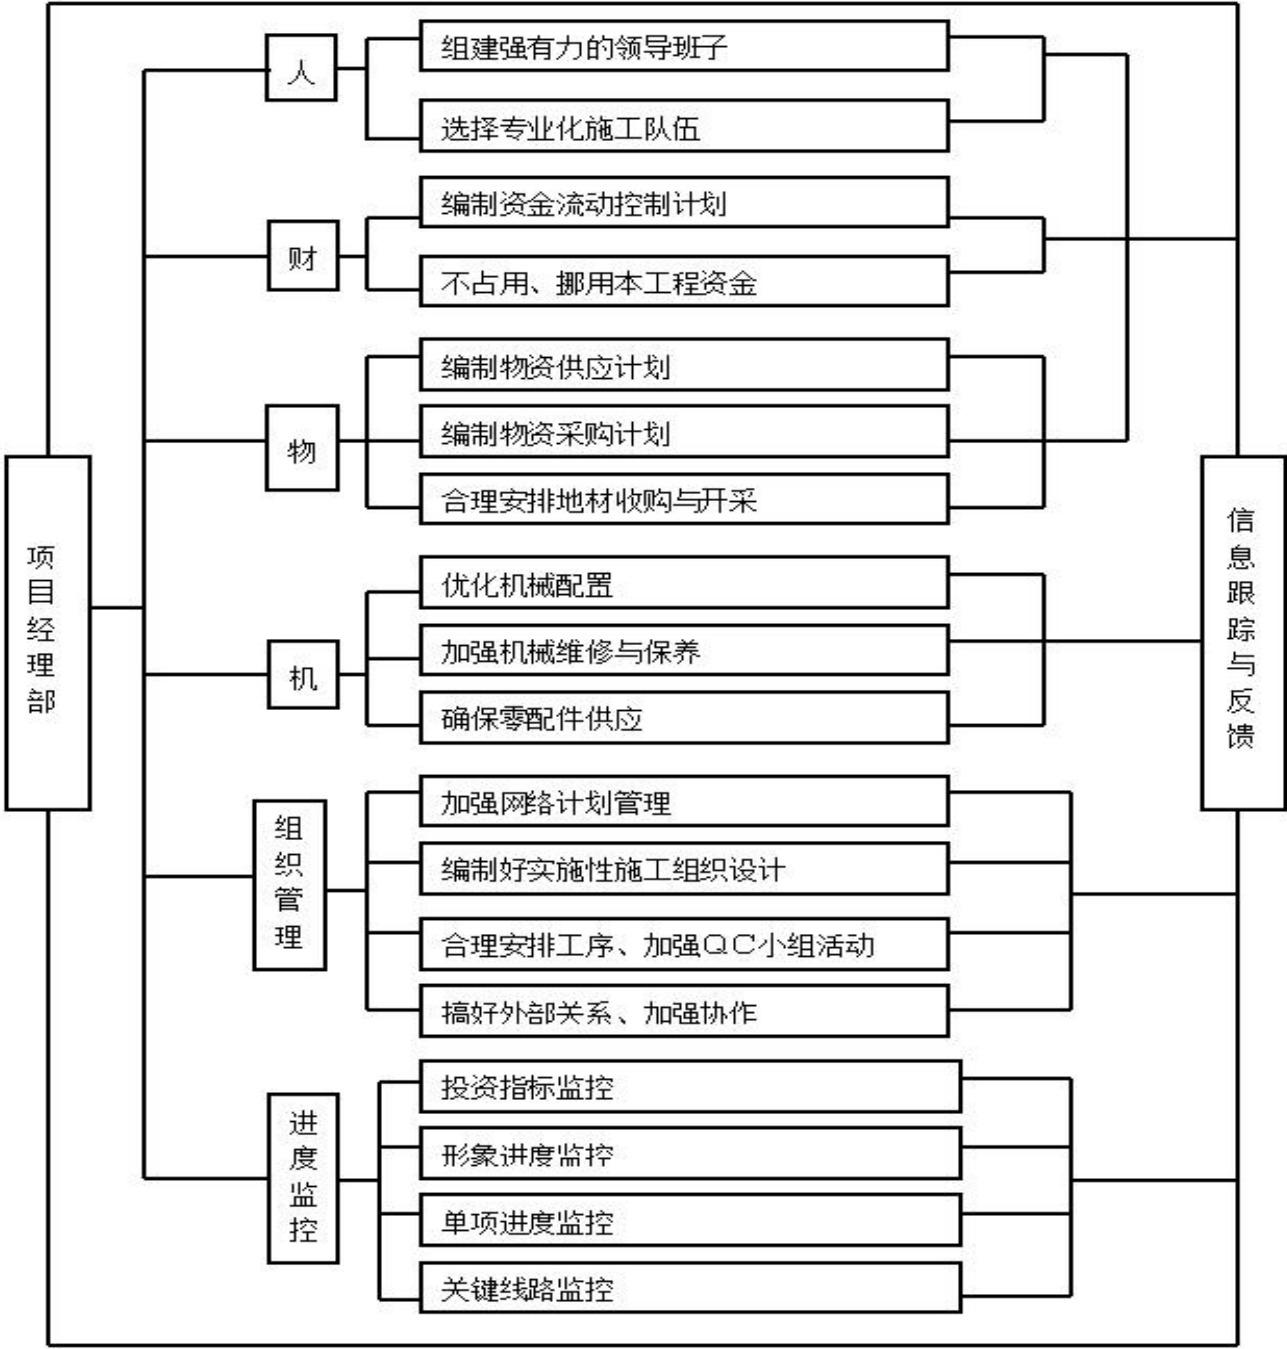 项目经理部
人
组建强有力的领导班子
选择专业化施工队伍
财
编制资金流动控制计划
不占用、挪用本工程资金
物
编制物资供应计划
编制物资采购计划
合理安排地材收购与开采
机
优化机械配置
加强机械维修与保养
确保零配件供应
组织管理
加强网络计划管理
编制好实施性施工组织设计
合理安排工序、加强QC小组活动
搞好外部关系、加强协作
进度监控
投资指标监控
形象进度监控
单项进度监控
关键线路监控
信息跟踪与反馈